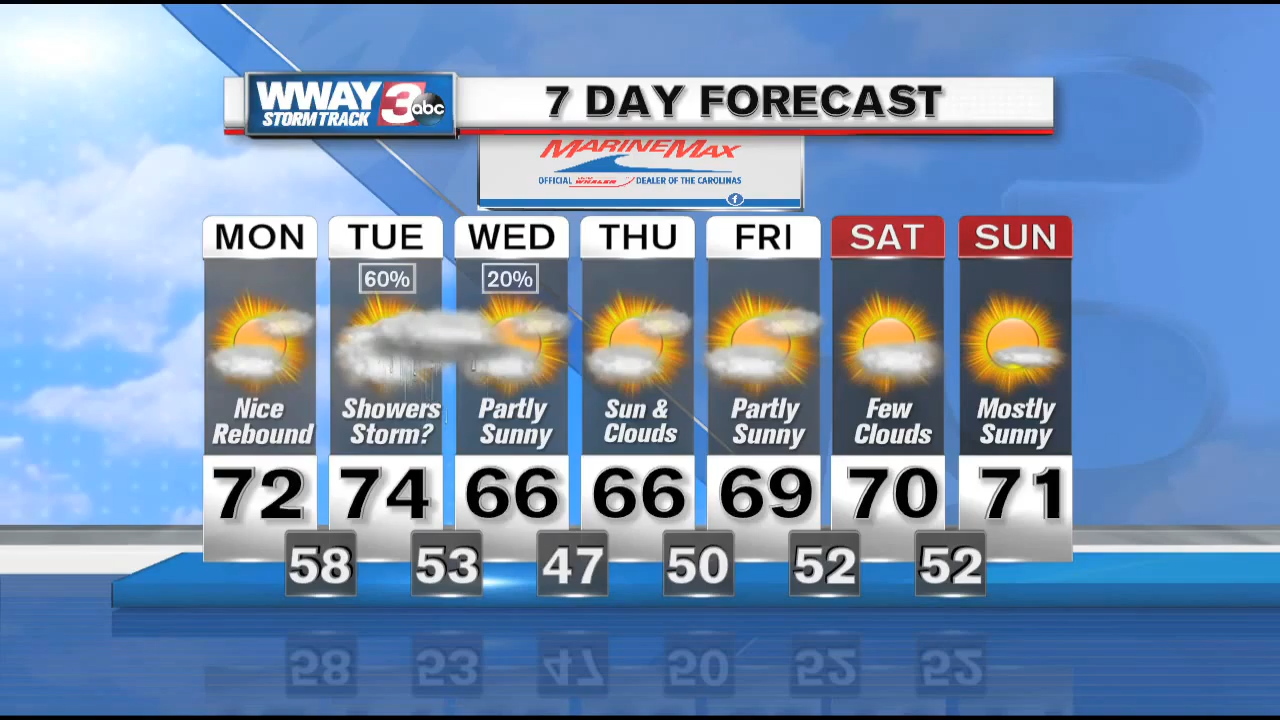 WWAY 3 abc
STORMTRACK
7 DAY FORECAST
MARINEMAX
OFFICIAL WHALER DEALER OF THE CAROLINAS
f
MON TUE WED THU FRI SAT SUN
60% 20%
Nice Rebound
Showers Storm?
Partly Sunny
Sun & Clouds
Partly Sunny
Few Clouds
Mostly Sunny
72 74 66 66 69 70 71
58 53 47 50 52 52